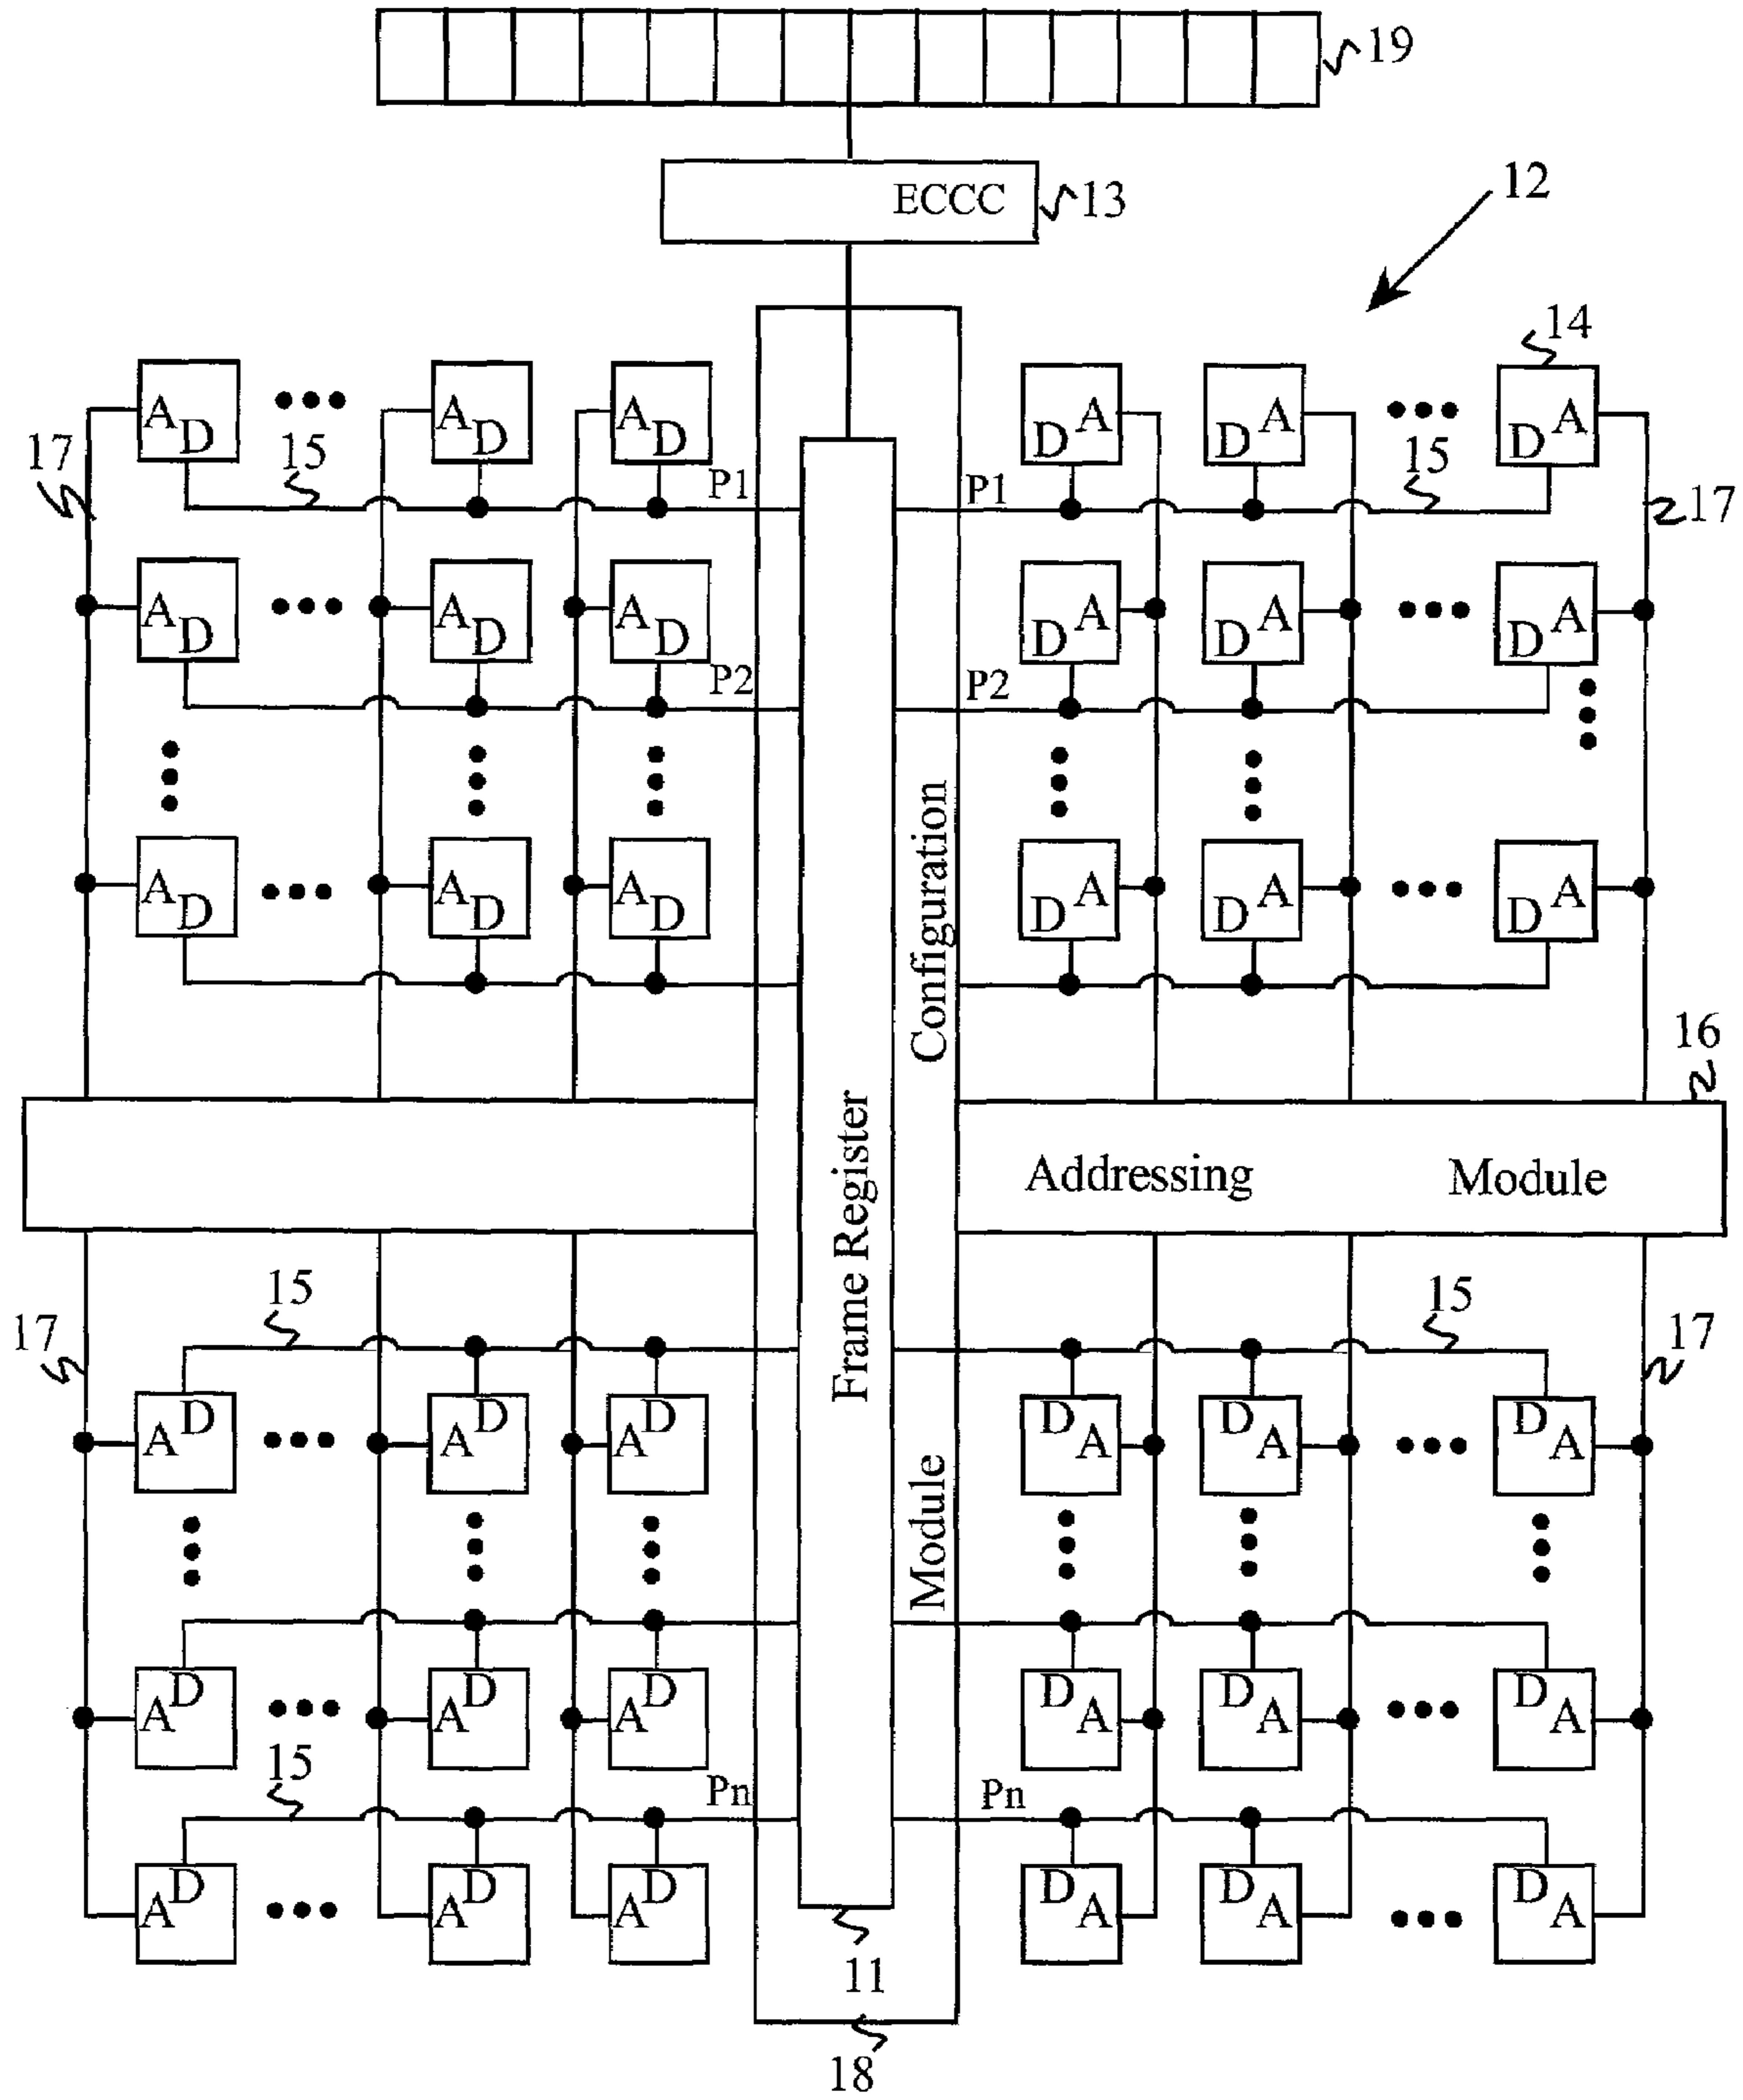 19
ECCC
13
12
14
A D
A D
A D
D A
D A
D A
17
15
P1
P1
15
17
A D
A D
A D
D A
D A
D A
P2
P2
A D
A D
A D
D A
D A
D A
Configuration
16
Frame Register
Addressing Module
15
15
17
17
A D
A D
A D
D A
D A
D A
Module
A D
A D
A D
D A
D A
D A
15
Pn
Pn
A D
A D
A D
D A
D A
D A
11
18